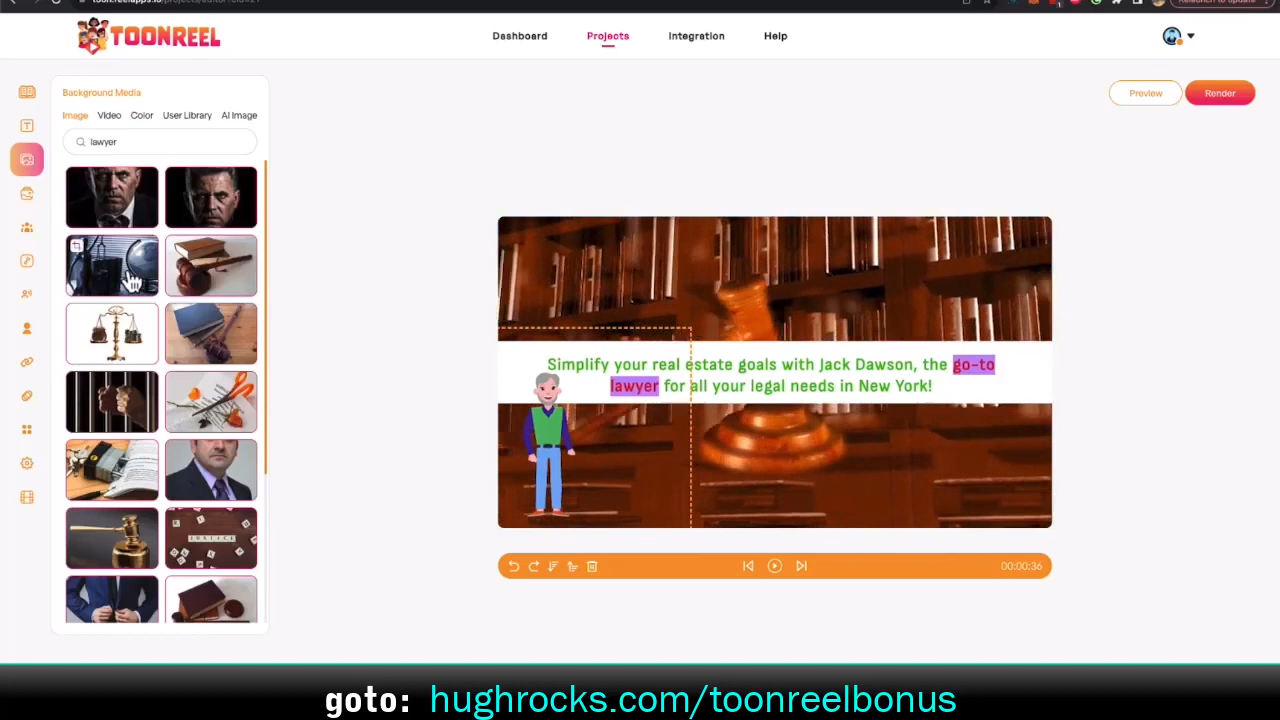 TOONREEL
Dashboard
Projects
Integration
Help
Background Media
Image
Video
Color
User Library
AI Image
lawyer
Preview
Render
Simplify your real estate goals with Jack Dawson, the go-to
lawyer for all your legal needs in New York!
JUSTICE
00:00:36
goto: hughrocks.com/toonreelbonus